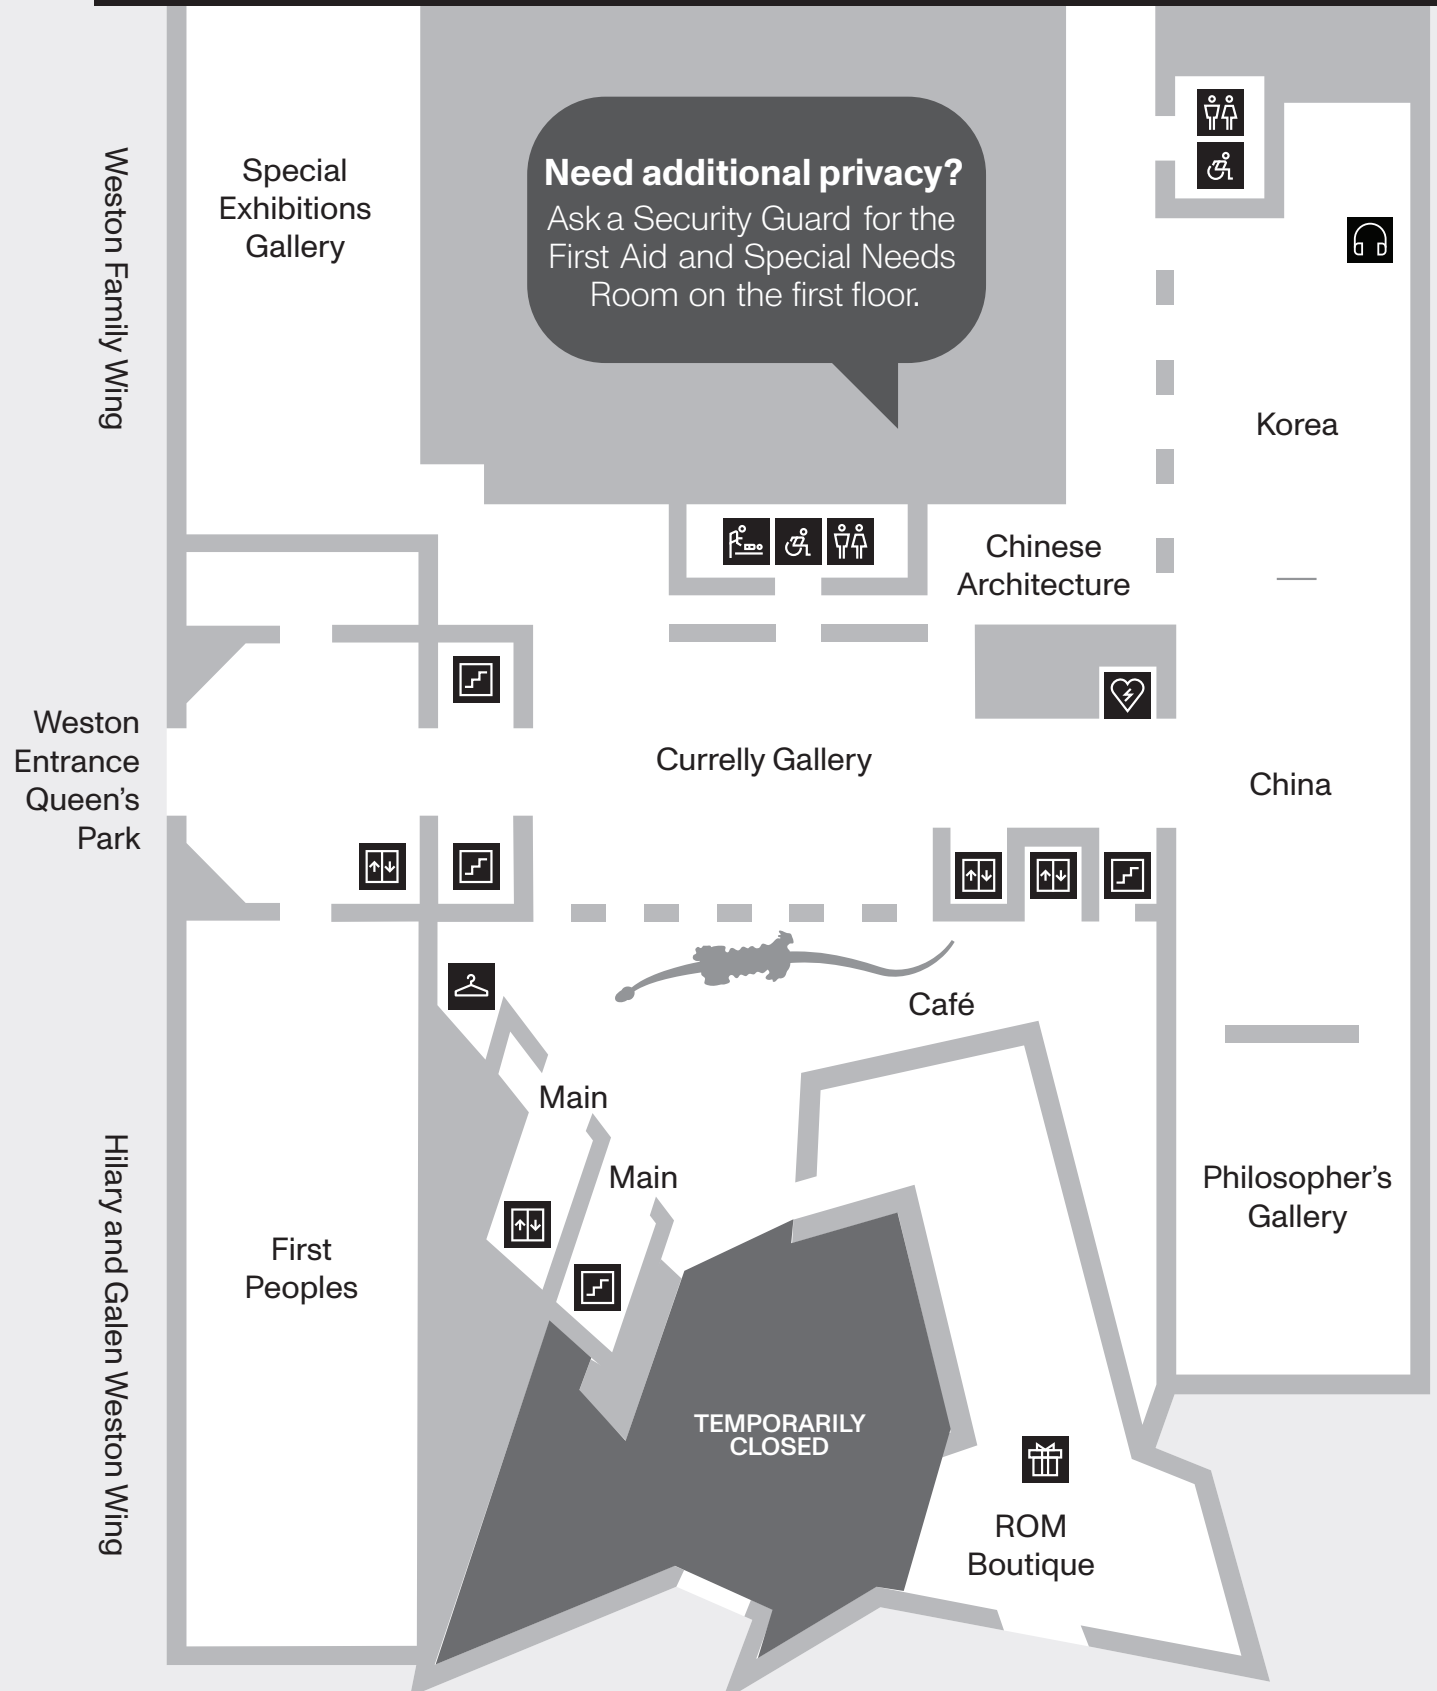 Need additional privacy?
Ask a Security Guard for the
First Aid and Special Needs
Room on the first floor.
Special
Exhibitions
Gallery
Weston Family Wing
Korea
Chinese
Architecture
Weston
Entrance
Queen's
Park
Currelly Gallery
China
Café
Main
Main
Philosopher's
Gallery
First
Peoples
Hilary and Galen Weston Wing
TEMPORARILY
CLOSED
ROM
Boutique